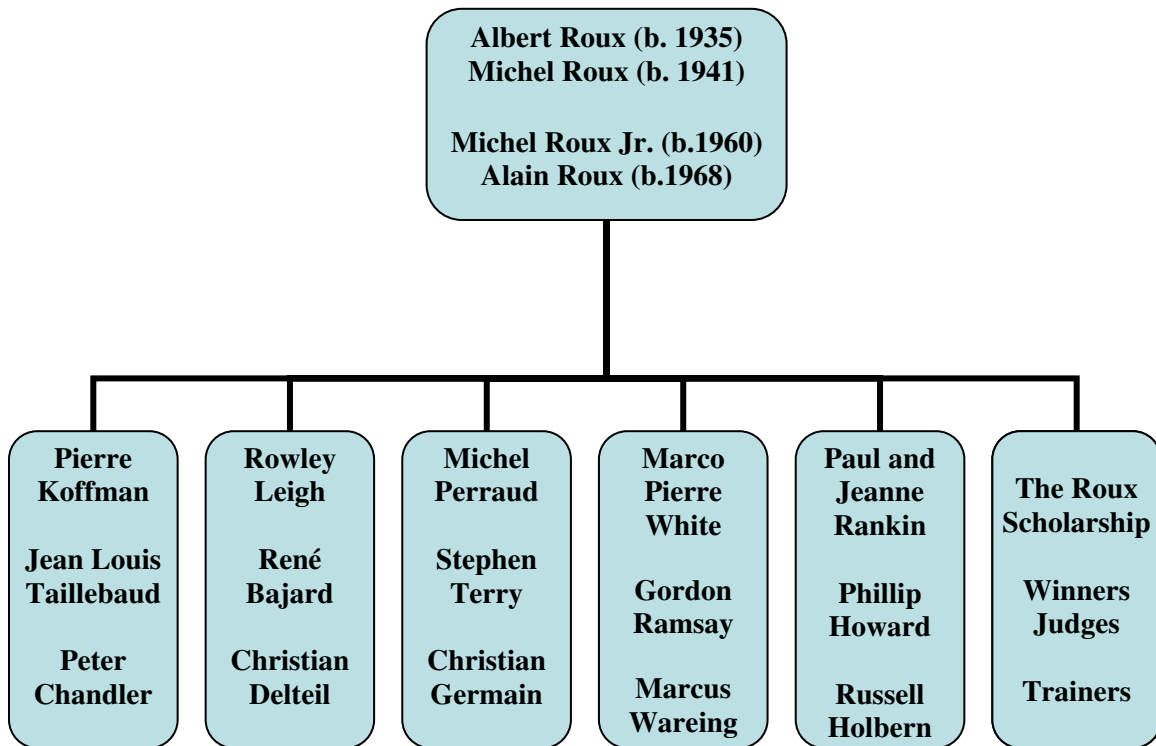 Albert Roux (b. 1935)
Michel Roux (b. 1941)
Michel Roux Jr. (b.1960)
Alain Roux (b.1968)
Pierre
Koffman
Jean Louis
Taillebaud
Peter
Chandler
Rowley
Leigh
René
Bajard
Christian
Delteil
Michel
Perraud
Stephen
Terry
Christian
Germain
Marco
Pierre
White
Gordon
Ramsay
Marcus
Wareing
Paul and
Jeanne
Rankin
Phillip
Howard
Russell
Holbern
The Roux
Scholarship
Winners
Judges
Trainers